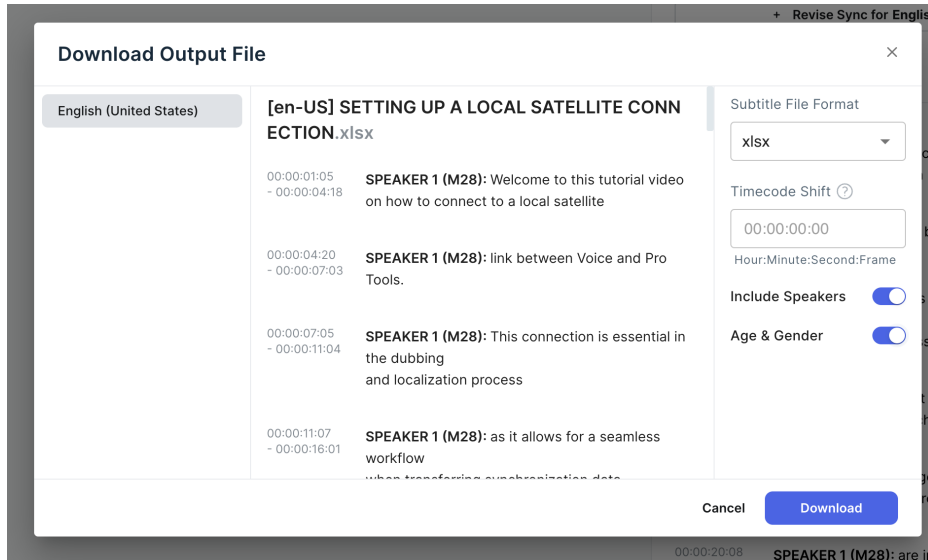 + Revise Sync for Englis
Download Output File
English (United States)
[en-US] SETTING UP A LOCAL SATELLITE CONN
ECTION.xlsx
00:00:01:05
- 00:00:04:18
SPEAKER 1 (M28): Welcome to this tutorial video
on how to connect to a local satellite
00:00:04:20
- 00:00:07:03
SPEAKER 1 (M28): link between Voice and Pro
Tools.
00:00:07:05
- 00:00:11:04
SPEAKER 1 (M28): This connection is essential in
the dubbing
and localization process
00:00:11:07
- 00:00:16:01
SPEAKER 1 (M28): as it allows for a seamless
workflow
when transferring synchronization data
Subtitle File Format
xlsx
Timecode Shift ?
00:00:00:00
Hour:Minute:Second:Frame
Include Speakers
Age & Gender
Cancel
Download
00:00:20:08
SPEAKER 1 (M28): are i